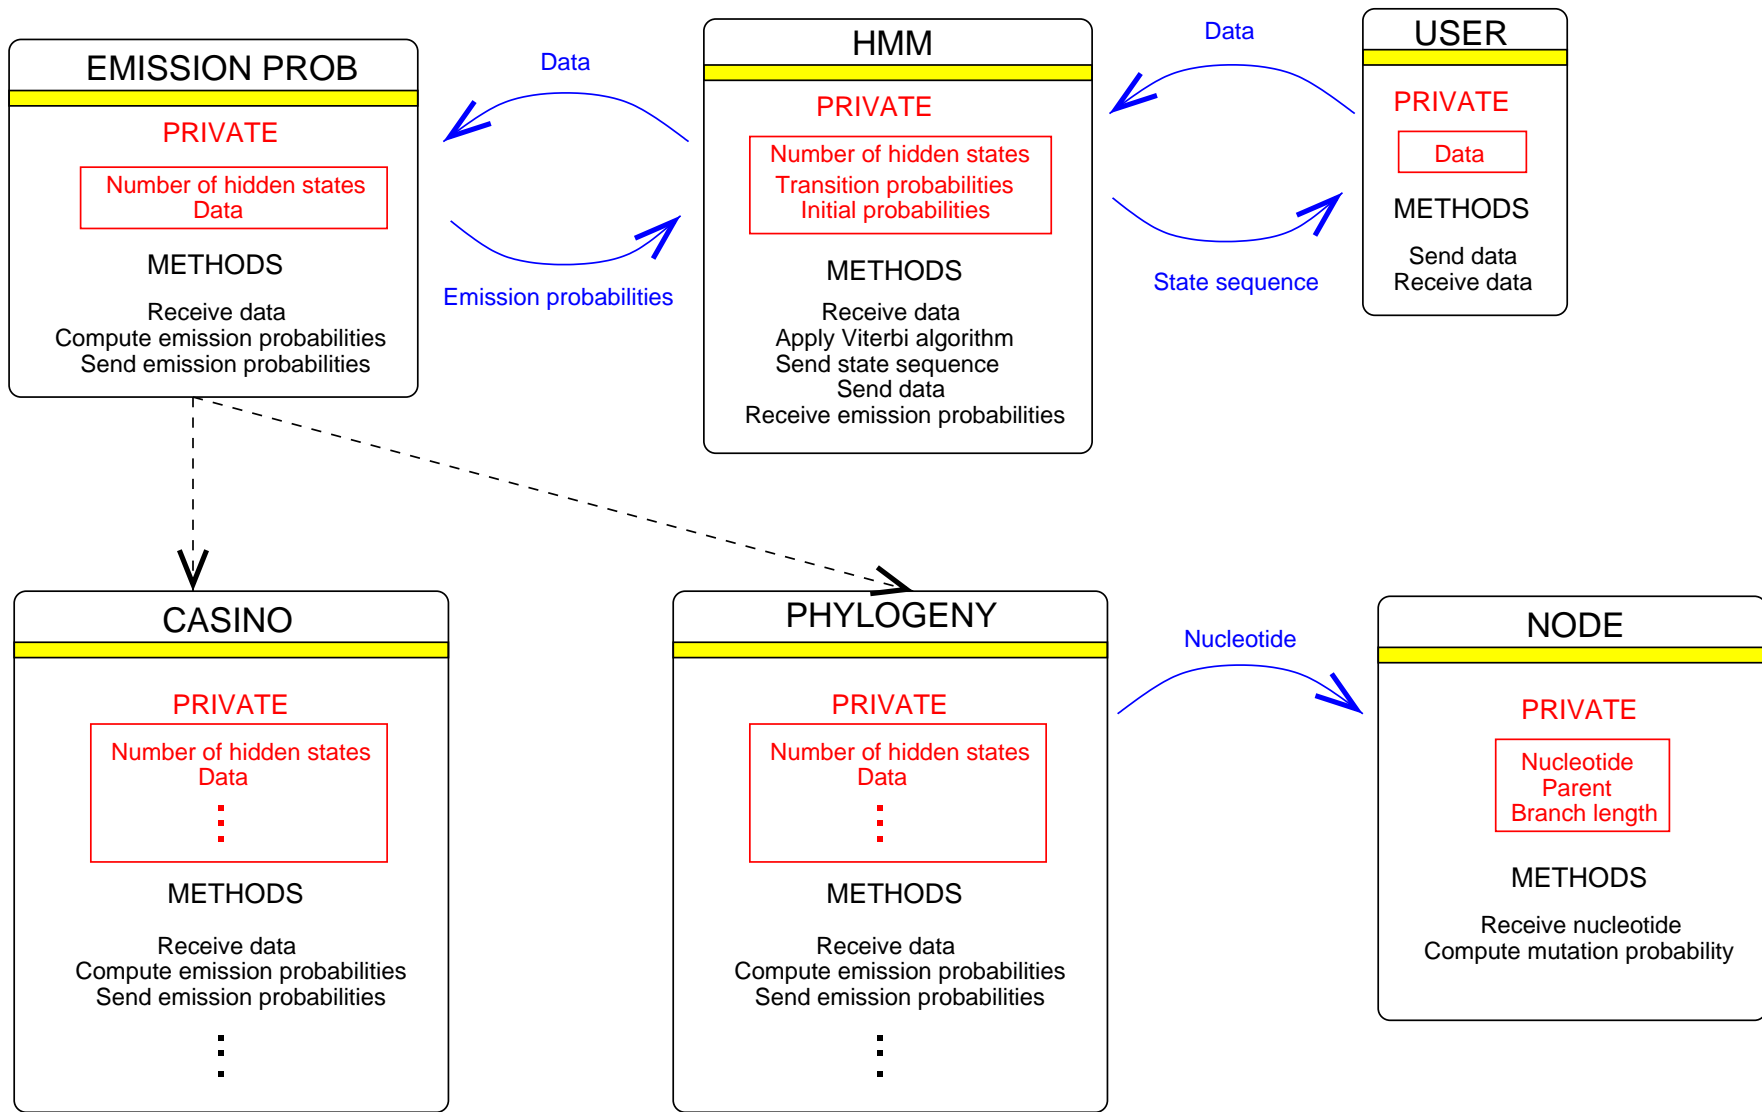 EMISSION PROB
PRIVATE
Number of hidden states
Data
METHODS
Receive data
Compute emission probabilities
Send emission probabilities
Data
Emission probabilities
HMM
PRIVATE
Number of hidden states
Transition probabilities
Initial probabilities
METHODS
Receive data
Apply Viterbi algorithm
Send state sequence
Send data
Receive emission probabilities
Data
State sequence
USER
PRIVATE
Data
METHODS
Send data
Receive data
CASINO
PRIVATE
Number of hidden states
Data
METHODS
Receive data
Compute emission probabilities
Send emission probabilities
PHYLOGENY
PRIVATE
Number of hidden states
Data
METHODS
Receive data
Compute emission probabilities
Send emission probabilities
Nucleotide
NODE
PRIVATE
Nucleotide
Parent
Branch length
METHODS
Receive nucleotide
Compute mutation probability